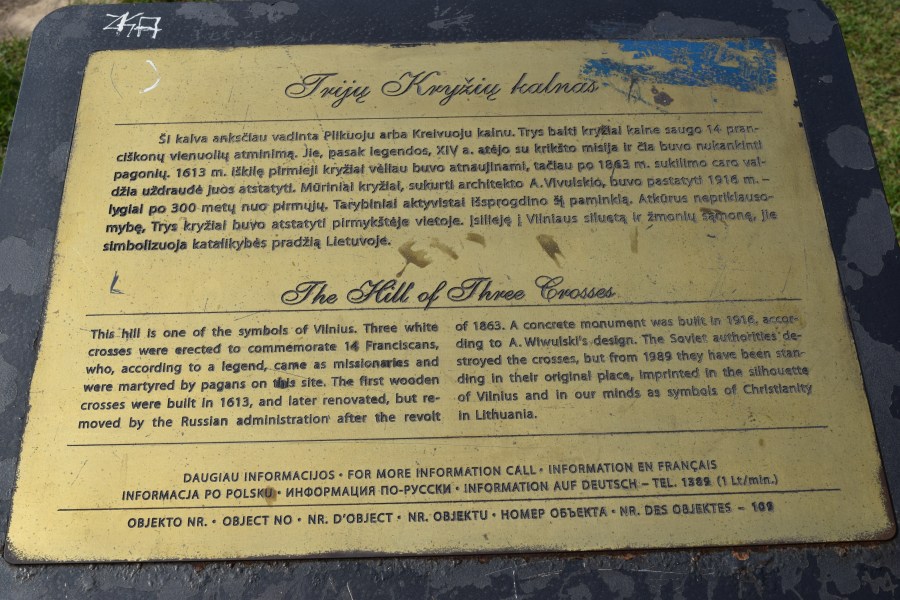 Trijų Kryžių kalnas
Ši kalva anksčiau vadinta Plikuoju arba Kreivuoju kalnu. Trys balti kryžiai kalne saugo 14 pran-
ciškonų vienuolių atminimą. Jie, pasak legendos, XIV a. atėjo su krikšto misija ir čia buvo nukankinti
pagonių. 1613 m. iškilę pirmieji kryžiai vėliau buvo atnaujinami, tačiau po 1863 m. sukilimo caro val-
džia uždraudė juos atstatyti. Mūriniai kryžiai, sukurti architekto A. Vivulskio, buvo pastatyti 1916 m. –
lygiai po 300 metų nuo pirmųjų. Tarybiniai aktyvistai išsprogdino šį paminklą. Atkūrus nepriklauso-
mybę, Trys kryžiai buvo atstatyti pirmykštėje vietoje. Įsilieję į Vilniaus siluetą ir žmonių sąmonę, jie
simbolizuoja katalikybės pradžią Lietuvoje.
The Hill of Three Crosses
This hill is one of the symbols of Vilnius. Three white
crosses were erected to commemorate 14 Franciscans,
who, according to a legend, came as missionaries and
were martyred by pagans on this site. The first wooden
crosses were built in 1613, and later renovated, but re-
moved by the Russian administration after the revolt
of 1863. A concrete monument was built in 1916, accor-
ding to A. Wiwulski's design. The Soviet authorities de-
stroyed the crosses, but from 1989 they have been stan-
ding in their original place, imprinted in the silhouette
of Vilnius and in our minds as symbols of Christianity
in Lithuania.
DAUGIAU INFORMACIJOS • FOR MORE INFORMATION CALL • INFORMATION EN FRANÇAIS
INFORMACJA PO POLSKU • ИНФОРМАЦИЯ ПО-РУССКИ • INFORMATION AUF DEUTSCH – TEL. 1389 (1 Lt/min.)
OBJEKTO NR. • OBJECT NO • NR. D'OBJECT • NR. OBJEKTU • НОМЕР ОБЪЕКТА • NR. DES OBJEKTES – 109